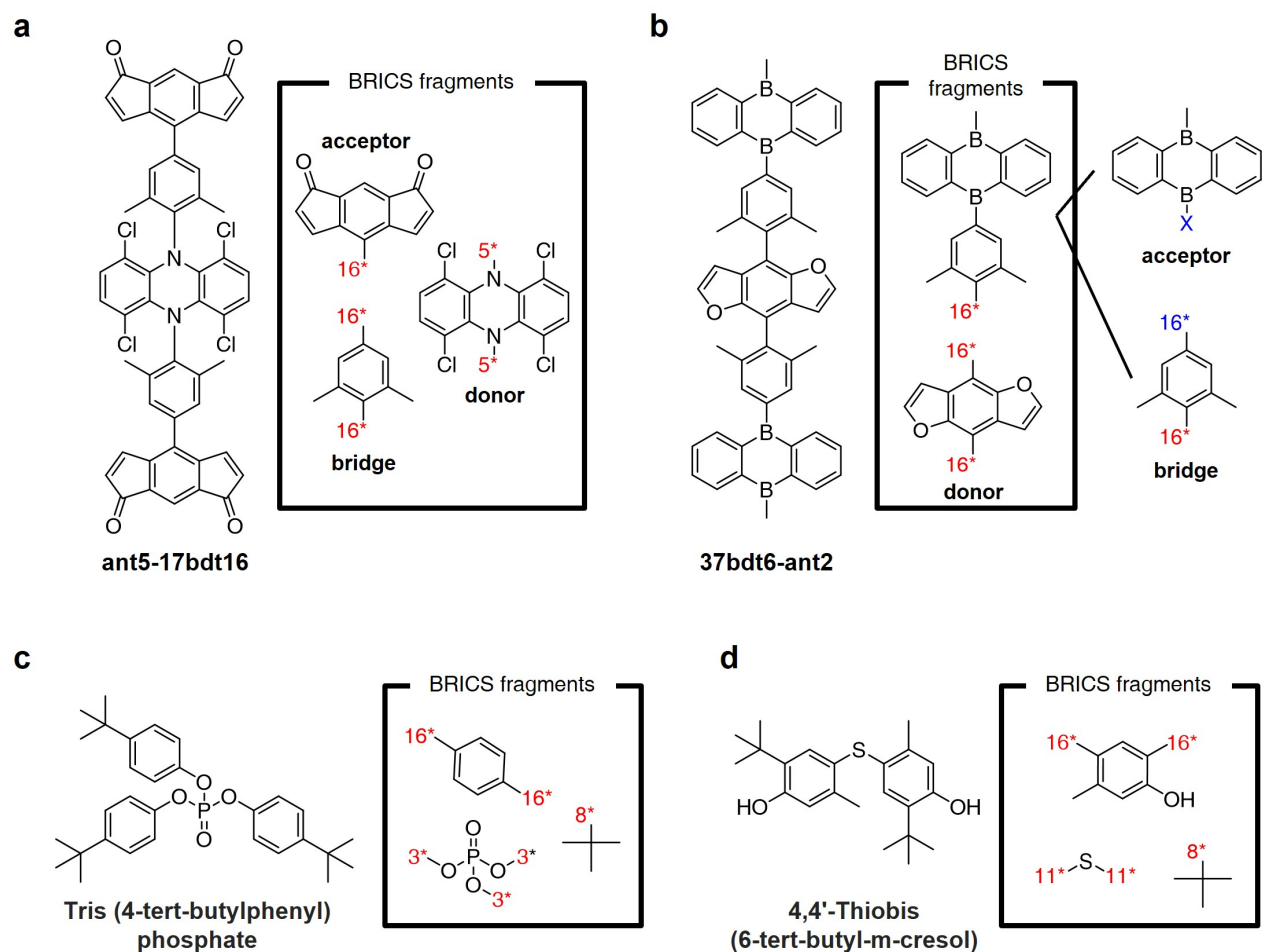 a
O O
BRICS fragments
acceptor
O O
16*
Cl Cl
N
N
Cl Cl
5*
Cl Cl
N
N
Cl Cl
5*
donor
16*
16*
bridge
O O
ant5-17bdt16
b
B
B
O
O
B
B
37bdt6-ant2
BRICS
fragments
B
B
16*
16*
O
O
16*
donor
B
B
X
acceptor
16*
16*
bridge
c
O
O P O
O
Tris (4-tert-butylphenyl)
phosphate
BRICS fragments
16*
16*
8*
O
3* P 3*
O O
O
3*
d
S
HO OH
4,4'-Thiobis
(6-tert-butyl-m-cresol)
BRICS fragments
16* 16*
OH
S
11* 11*
8*